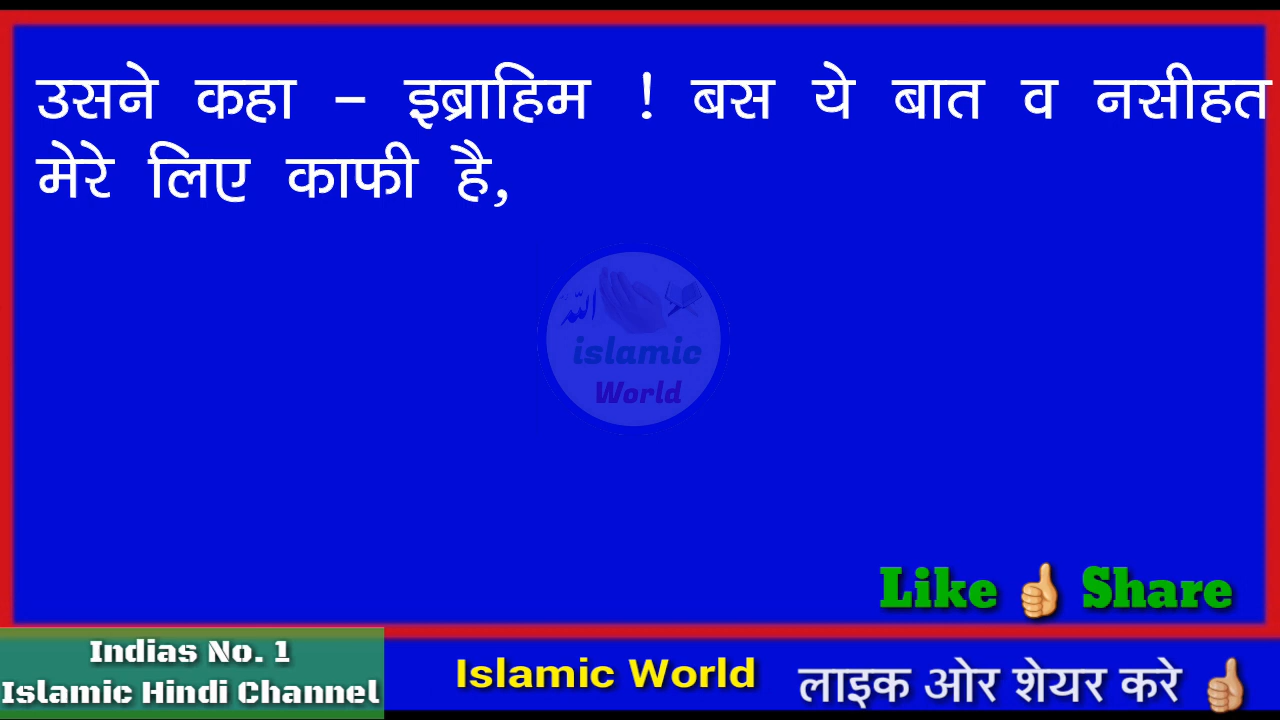 उसने कहा - इब्राहिम ! बस ये बात व नसीहत
मेरे लिए काफी है,
الله
islamic
World
Like 👍 Share
Indias No. 1
Islamic Hindi Channel
Islamic World
लाइक ओर शेयर करे 👍